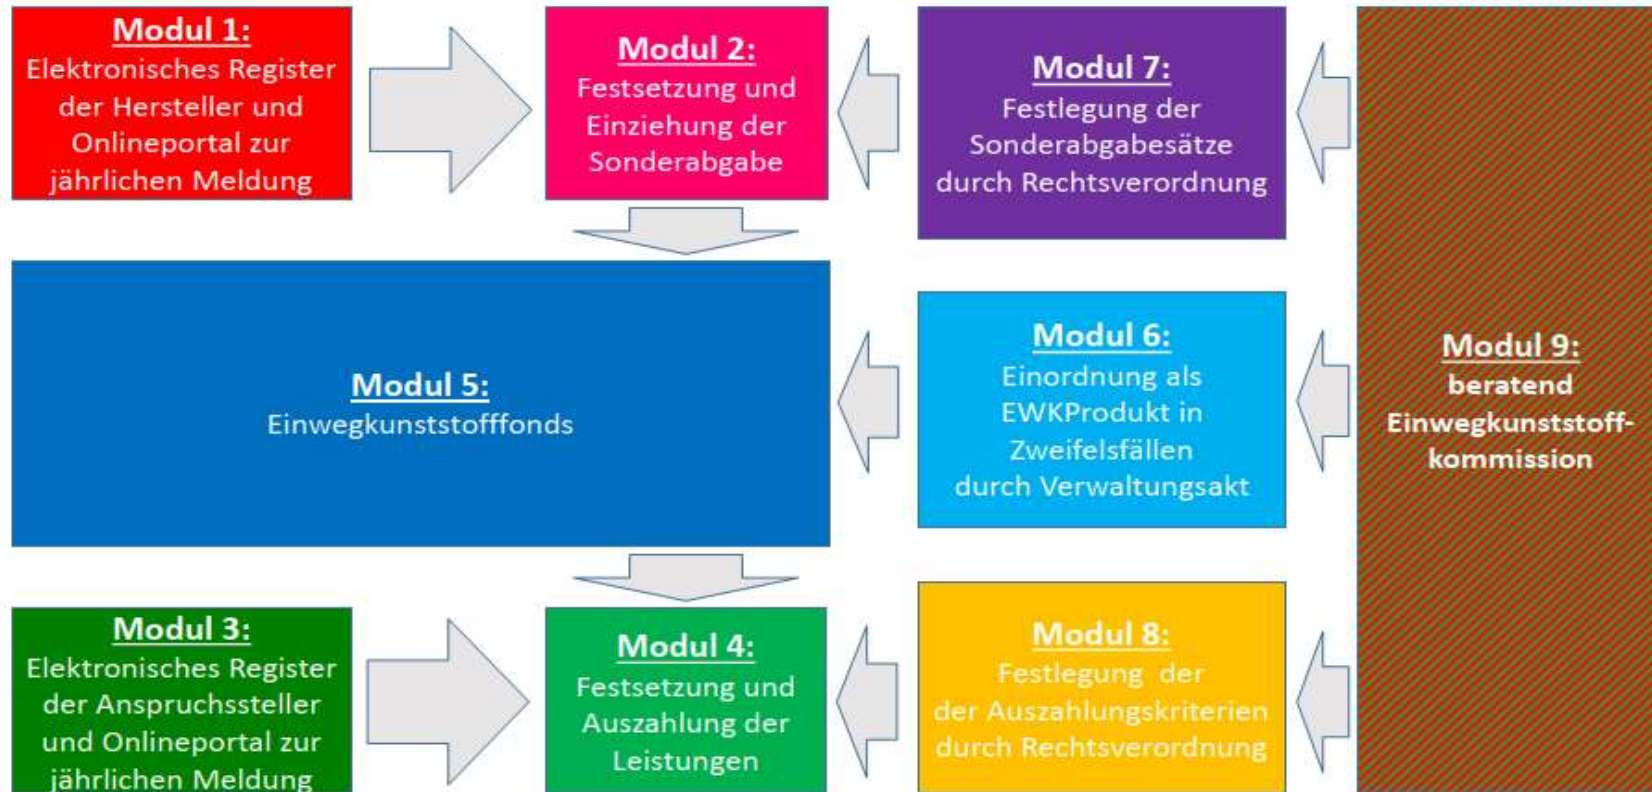 Modul 1:
Elektronisches Register
der Hersteller und
Onlineportal zur
jährlichen Meldung
Modul 2:
Festsetzung und
Einziehung der
Sonderabgabe
Modul 7:
Festlegung der
Sonderabgabesätze
durch Rechtsverordnung
Modul 5:
Einwegkunststofffonds
Modul 6:
Einordnung als
EWKProdukt in
Zweifelsfällen
durch Verwaltungsakt
Modul 9:
beratend
Einwegkunststoff-
kommission
Modul 3:
Elektronisches Register
der Anspruchssteller
und Onlineportal zur
jährlichen Meldung
Modul 4:
Festsetzung und
Auszahlung der
Leistungen
Modul 8:
Festlegung der
der Auszahlungskriterien
durch Rechtsverordnung